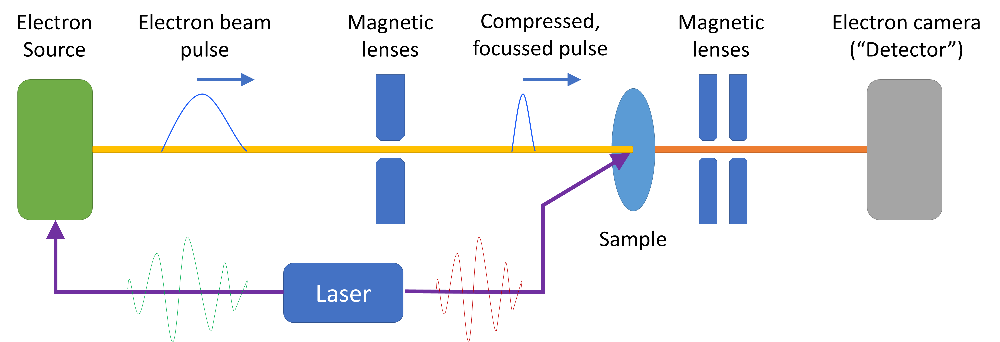 Electron
Source
Electron beam
pulse
Magnetic
lenses
Compressed,
focussed pulse
Magnetic
lenses
Electron camera
(“Detector”)
Sample
Laser